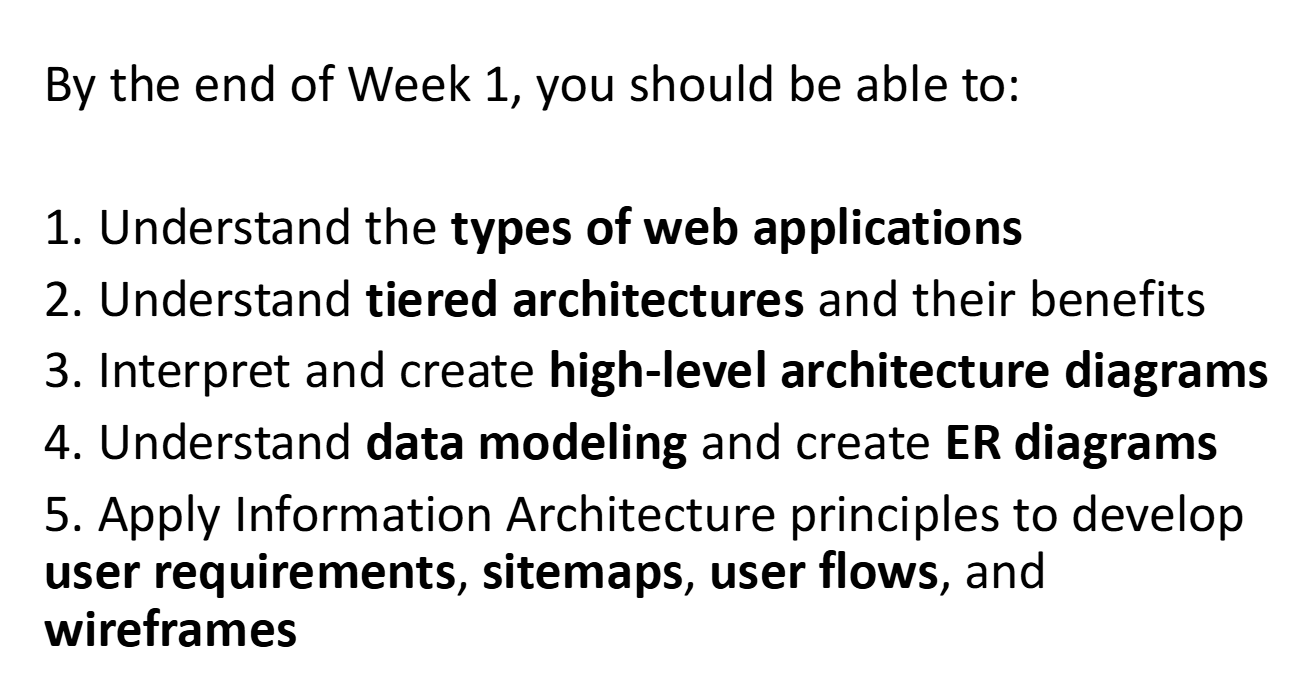 By the end of Week 1, you should be able to:
1. Understand the types of web applications
2. Understand tiered architectures and their benefits
3. Interpret and create high-level architecture diagrams
4. Understand data modeling and create ER diagrams
5. Apply Information Architecture principles to develop
user requirements, sitemaps, user flows, and
wireframes